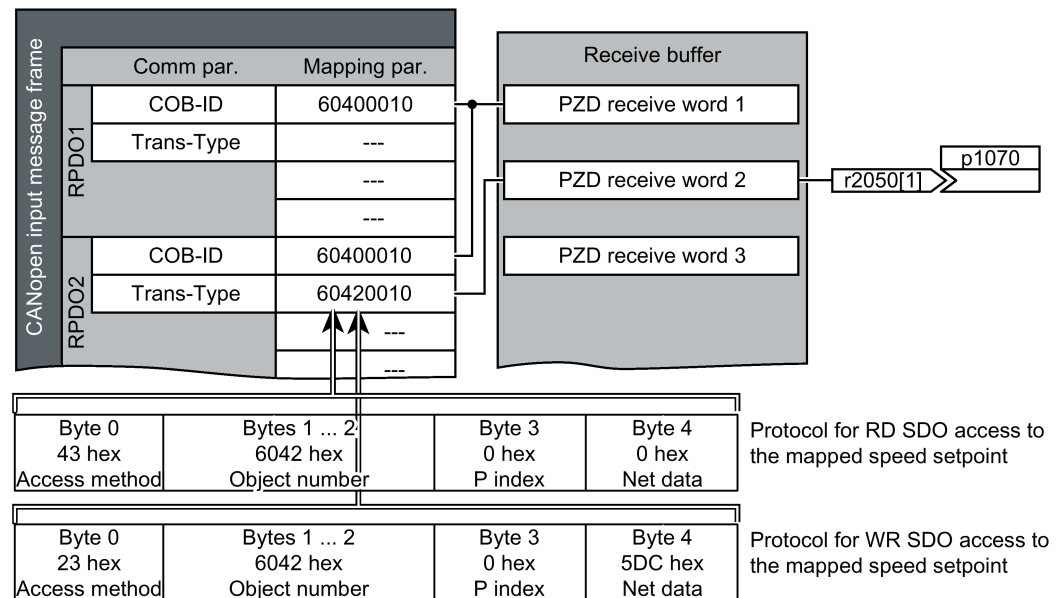 CANopen input message frame
Comm par. Mapping par.
RPDO1
COB-ID 60400010
Trans-Type ---
---
---
RPDO2
COB-ID 60400010
Trans-Type 60420010
---
---
Receive buffer
PZD receive word 1
PZD receive word 2
PZD receive word 3
r2050[1]
p1070
Byte 0 Bytes 1 ... 2 Byte 3 Byte 4
43 hex 6042 hex 0 hex 0 hex
Access method Object number P index Net data
Protocol for RD SDO access to
the mapped speed setpoint
Byte 0 Bytes 1 ... 2 Byte 3 Byte 4
23 hex 6042 hex 0 hex 5DC hex
Access method Object number P index Net data
Protocol for WR SDO access to
the mapped speed setpoint